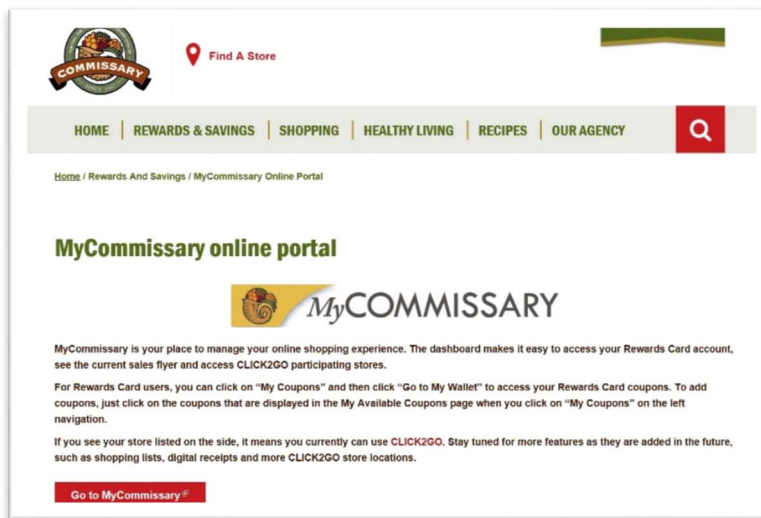 COMMISSARY
Find A Store
HOME | REWARDS & SAVINGS | SHOPPING | HEALTHY LIVING | RECIPES | OUR AGENCY
Home / Rewards And Savings / MyCommissary Online Portal
MyCommissary online portal
MyCOMMISSARY
MyCommissary is your place to manage your online shopping experience. The dashboard makes it easy to access your Rewards Card account,
see the current sales flyer and access CLICK2GO participating stores.
For Rewards Card users, you can click on “My Coupons” and then click “Go to My Wallet” to access your Rewards Card coupons. To add
coupons, just click on the coupons that are displayed in the My Available Coupons page when you click on “My Coupons” on the left
navigation.
If you see your store listed on the side, it means you currently can use CLICK2GO. Stay tuned for more features as they are added in the future,
such as shopping lists, digital receipts and more CLICK2GO store locations.
Go to MyCommissary